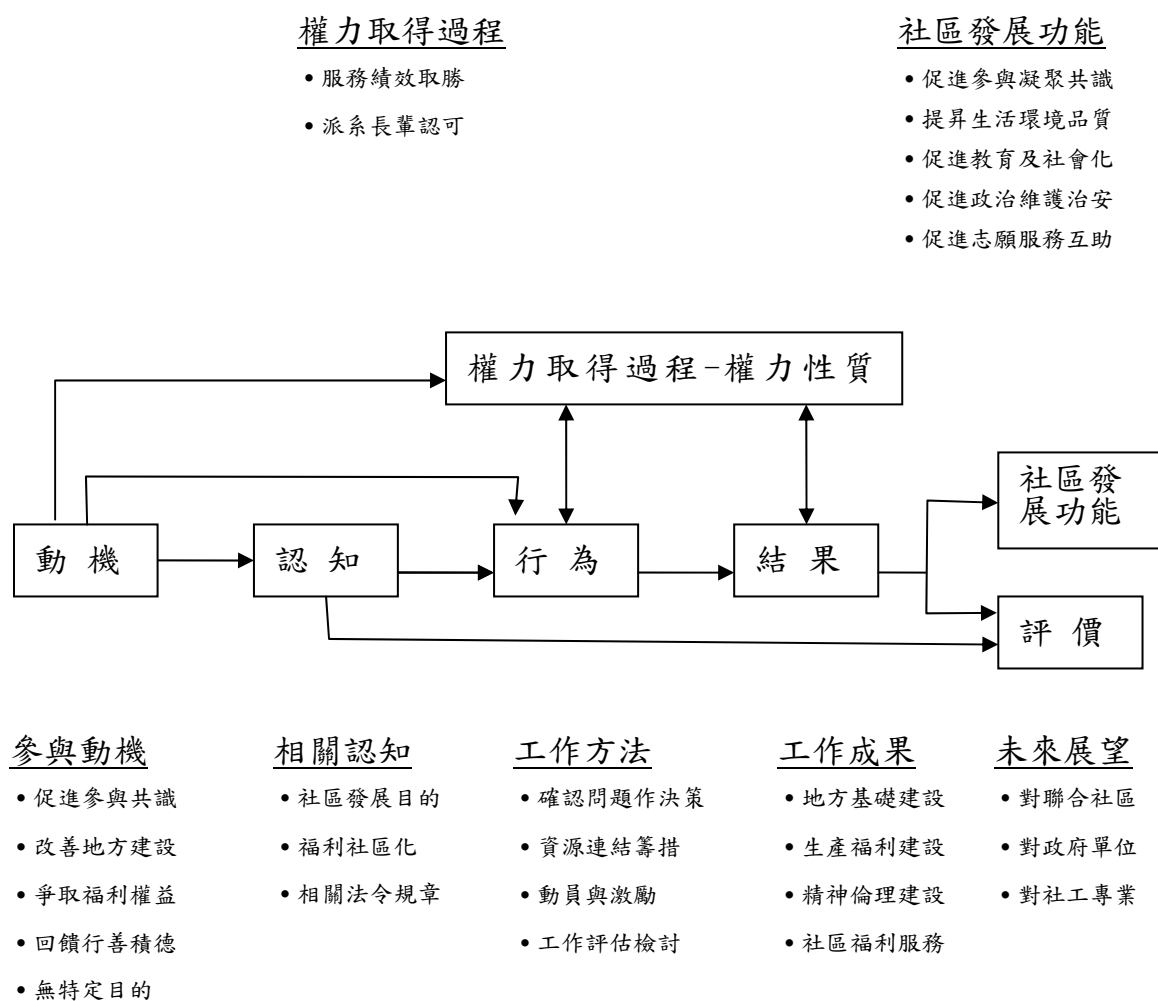 權力取得過程
• 服務績效取勝
• 派系長輩認可
社區發展功能
• 促進參與凝聚共識
• 提昇生活環境品質
• 促進教育及社會化
• 促進政治維護治安
• 促進志願服務互助
權力取得過程-權力性質
社區發
展功能
動機
認知
行為
結果
評價
參與動機
• 促進參與共識
• 改善地方建設
• 爭取福利權益
• 回饋行善積德
• 無特定目的
相關認知
• 社區發展目的
• 福利社區化
• 相關法令規章
工作方法
• 確認問題作決策
• 資源連結籌措
• 動員與激勵
• 工作評估檢討
工作成果
• 地方基礎建設
• 生產福利建設
• 精神倫理建設
• 社區福利服務
未來展望
• 對聯合社區
• 對政府單位
• 對社工專業